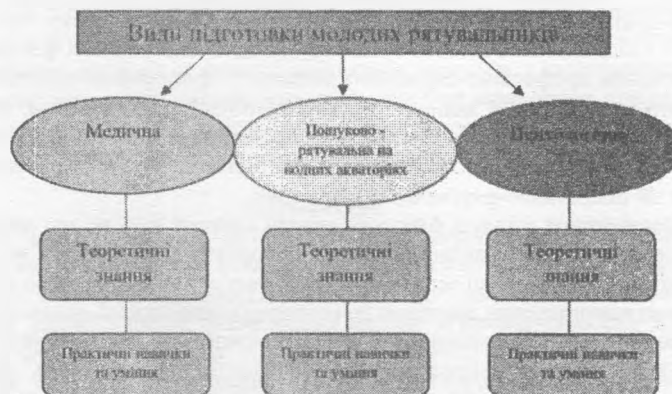 Види підготовки молодих рятувальників
Медична
Пошуково -
рятувальна на
водних акваторіях
Теоретичні
знання
Теоретичні
знання
Теоретичні
знання
Практичні навички
та уміння
Практичні навички
та уміння
Практичні навички
та уміння